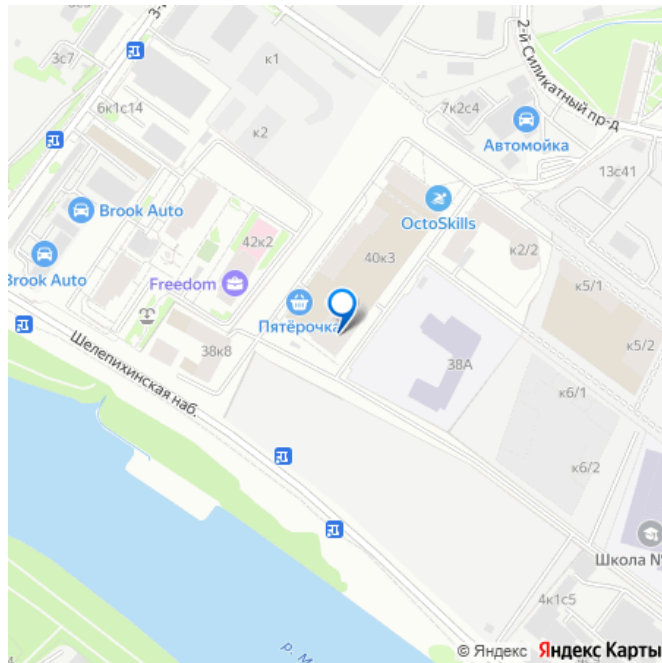 3с5
3с7
к1
2-й Силикатный пр-д
6к1с14
7к2с4
к2
Автомойка
13с41
Brook Auto
OctoSkills
42к2
40к3
к2/2
Brook Auto
Freedom
к5/1
Пятёрочка
Шелепихинская наб.
38к8
38А
к5/2
к6/1
к6/2
Школа №
4к1с5
© Яндекс Яндекс Карты